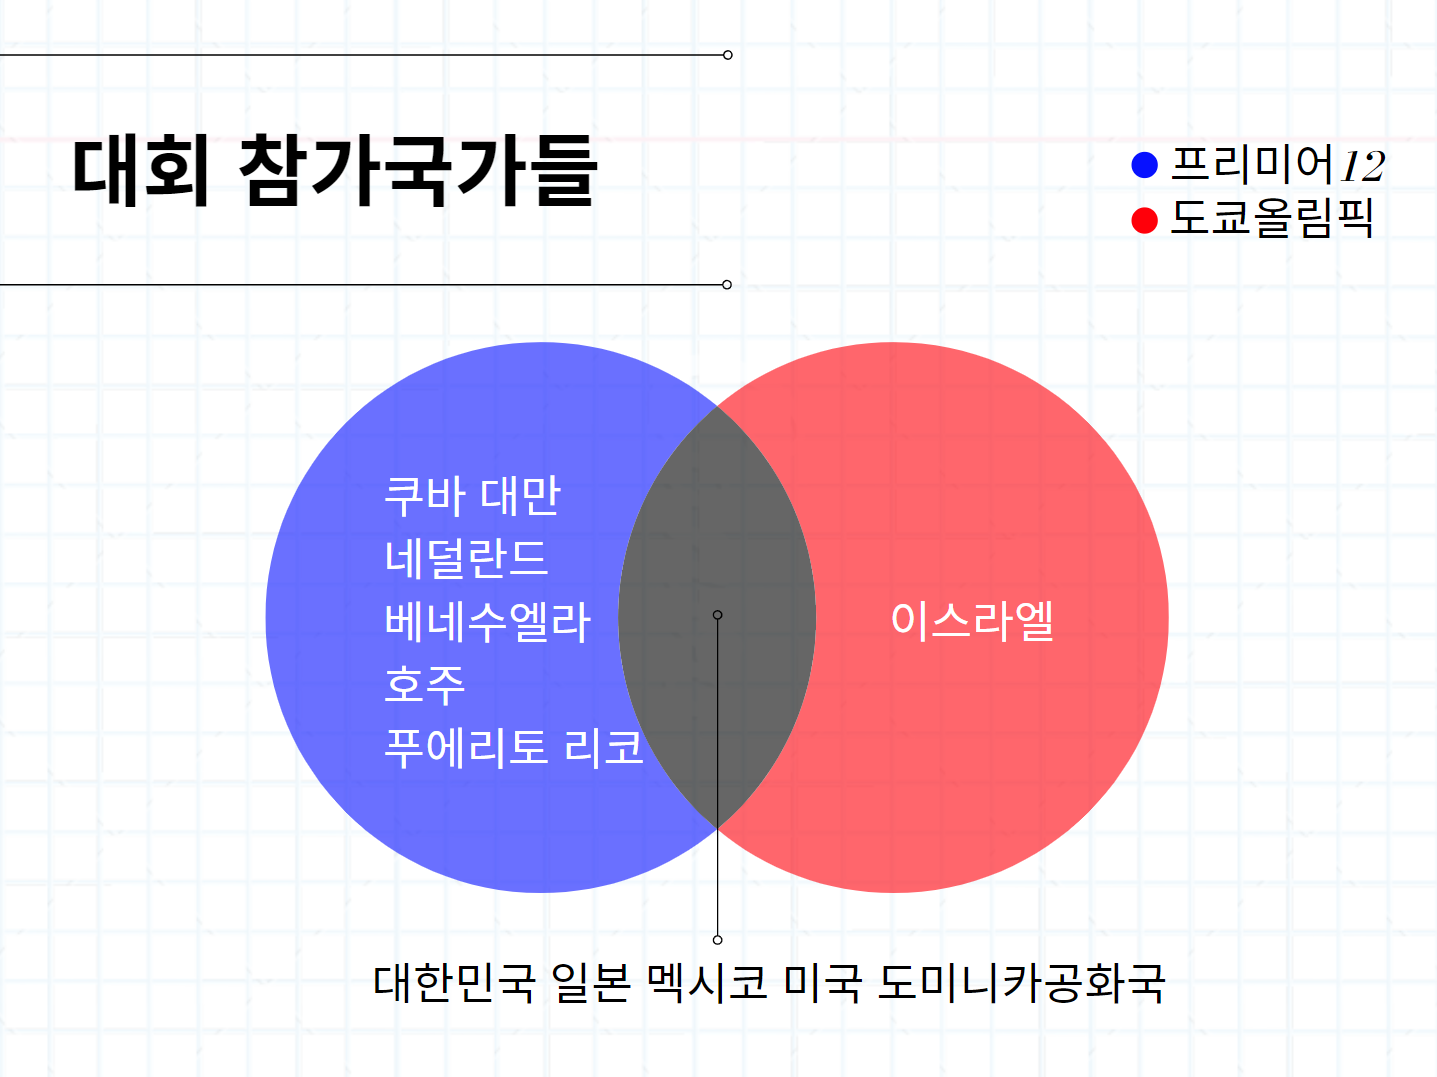 대회 참가국가들
프리미어12
도쿄올림픽
쿠바 대만
네덜란드
베네수엘라
호주
푸에리토 리코
이스라엘
대한민국 일본 멕시코 미국 도미니카공화국